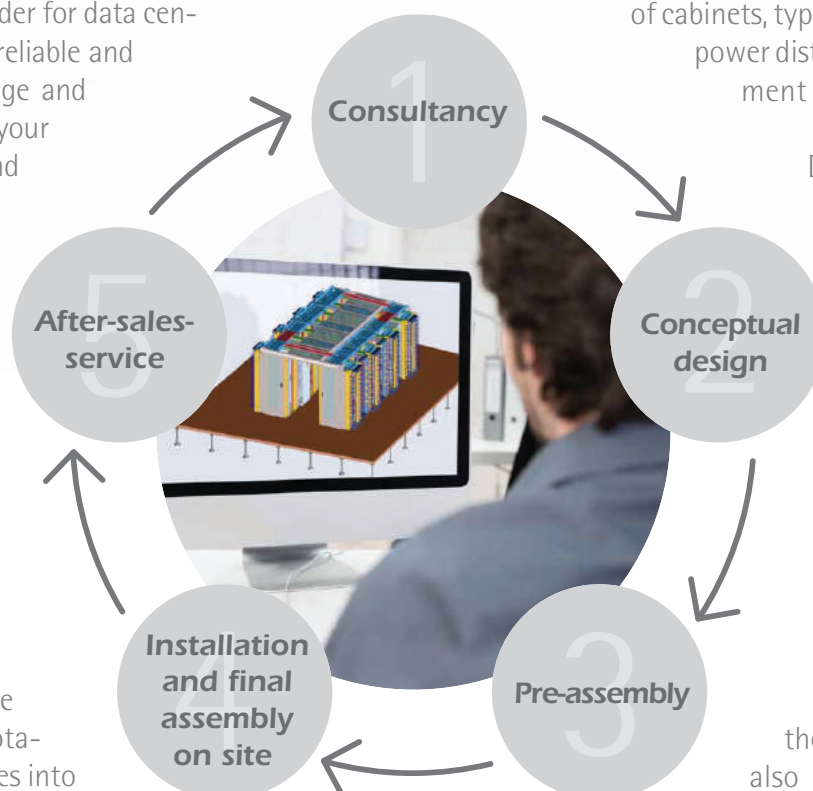 der for data cen-
reliable and
ge and
your
nd
of cabinets, typ
power dist
ment
1
Consultancy
2
Conceptual
design
3
Pre-assembly
4
Installation
and final
assembly
on site
5
After-sales-
service
e
ota-
es into
the
also